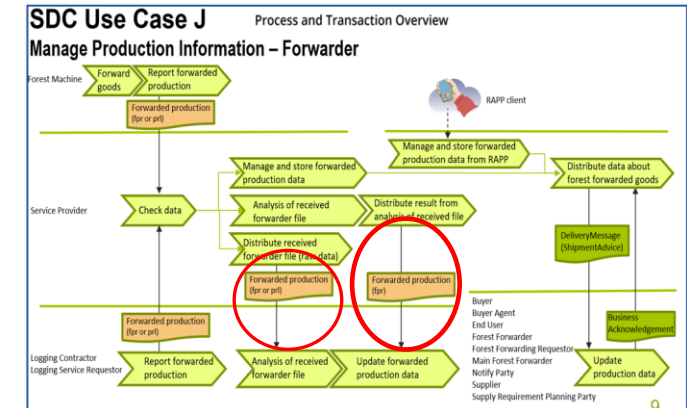 SDC Use Case J
Process and Transaction Overview
Manage Production Information – Forwarder
Forest Machine
Forward
goods
Report forwarded
production
Forwarded production
(fpr or prl)
RAPP client
Manage and store forwarded
production data from RAPP
Manage and store forwarded
production data
Distribute data about
forest forwarded goods
Service Provider
Check data
Analysis of received
forwarder file
Distribute result from
analysis of received file
Distribute received
forwarder file (raw data)
DeliveryMessage
(ShipmentAdvice)
Forwarded production
(fpr or prl)
Forwarded production
(fpr)
Forwarded production
(fpr or prl)
Buyer
Buyer Agent
End User
Forest Forwarder
Forest Forwarding Requestor
Main Forest Forwarder
Notify Party
Supplier
Supply Requirement Planning Party
Business
Acknowledgement
Logging Contractor
Logging Service Requestor
Report forwarded
production
Analysis of received
forwarder file
Update forwarded
production data
Update
production data
9